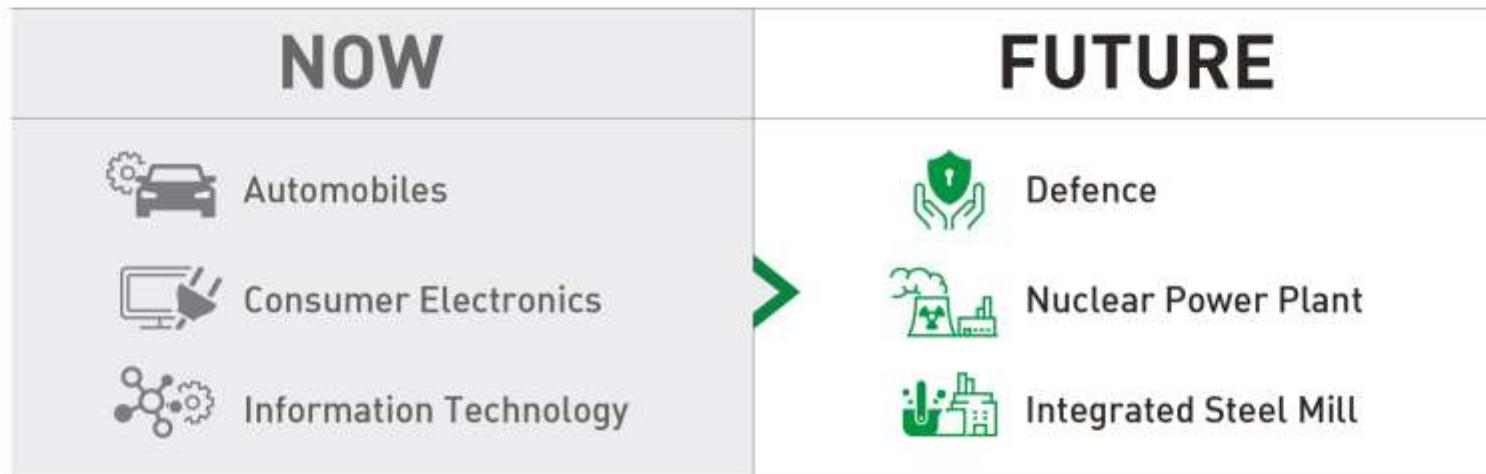 NOW
Automobiles
Consumer Electronics
Information Technology
FUTURE
Defence
Nuclear Power Plant
Integrated Steel Mill